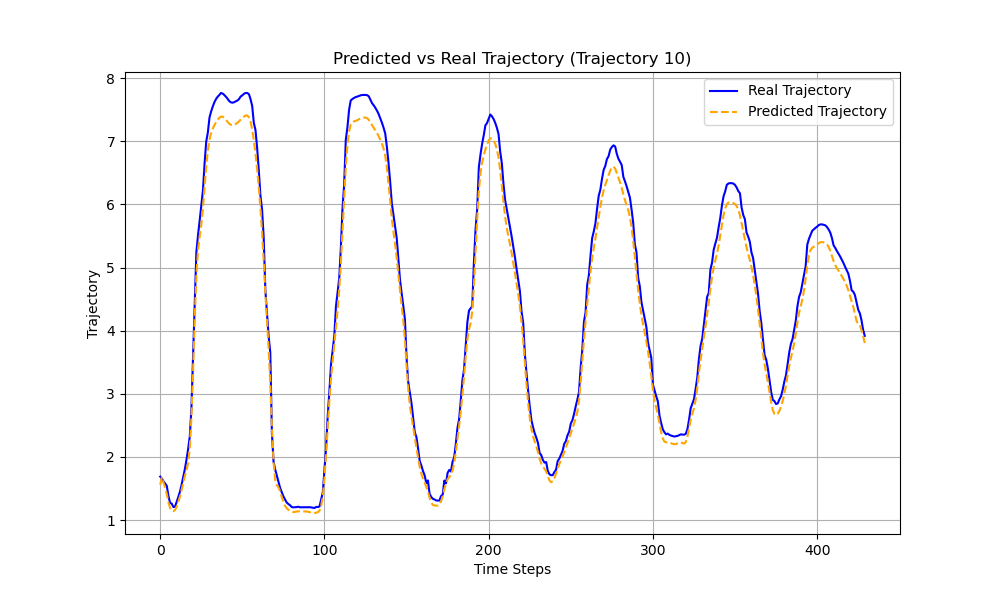 Predicted vs Real Trajectory (Trajectory 10)
Real Trajectory
Predicted Trajectory
Trajectory
8
7
6
5
4
3
2
1
0 100 200 300 400
Time Steps